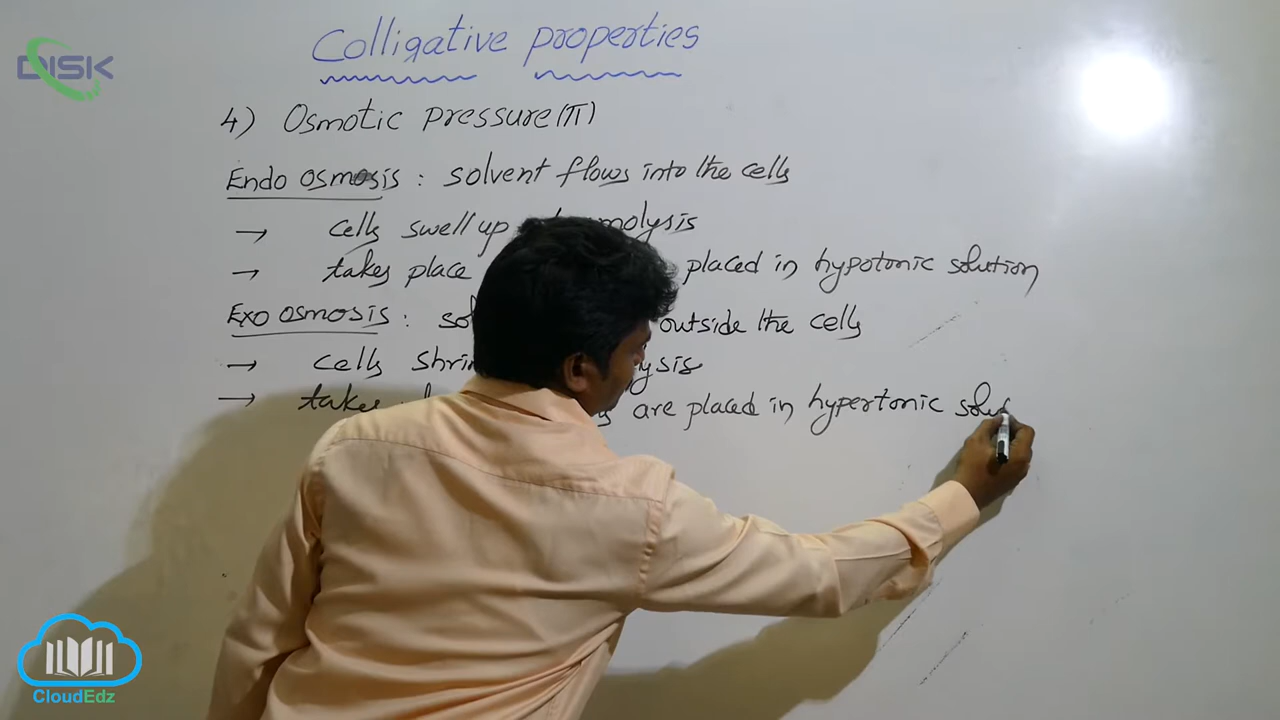 DISK
Colligative properties
4) Osmotic Pressure (π)
Endo osmosis : solvent flows into the cells
→ cells swell up
→ takes place placed in hypotonic solution
Exo osmosis : outside the cells
→ cells
→ takes are placed in hypertonic
CloudEdz